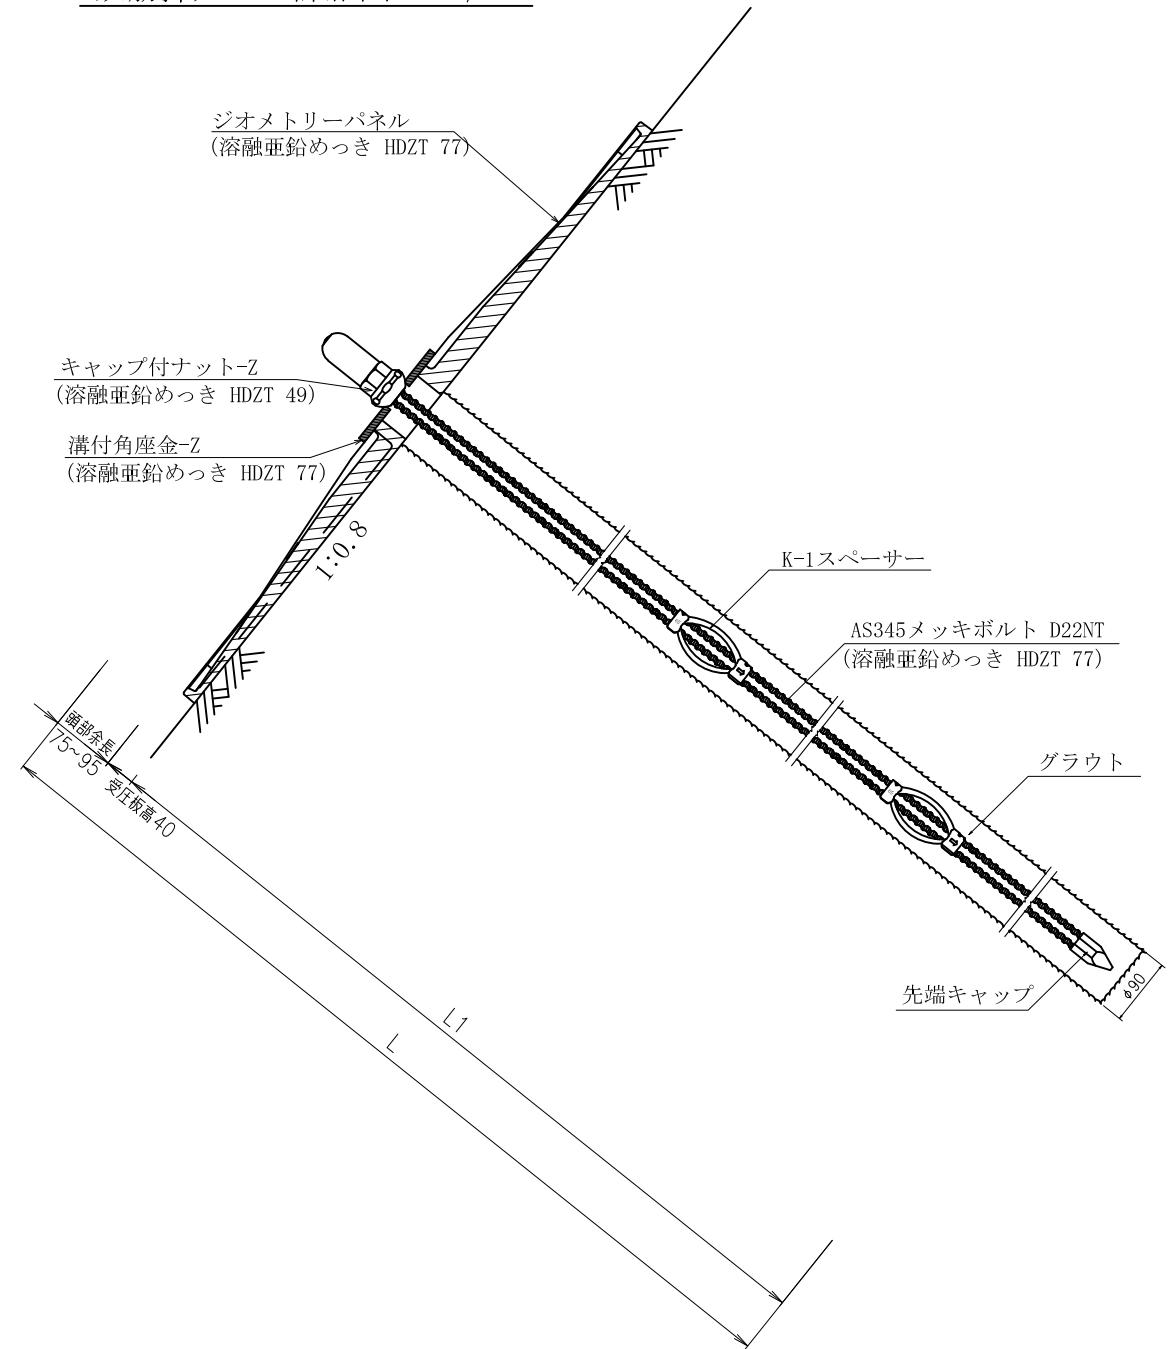 ジオメトリーパネル
(溶融亜鉛めっき HDZT 77)
キャップ付ナット-Z
(溶融亜鉛めっき HDZT 49)
溝付角座金-Z
(溶融亜鉛めっき HDZT 77)
1:0.8
K-1スペーサー
AS345メッキボルト D22NT
(溶融亜鉛めっき HDZT 77)
頭部余長
75~95
受圧板高40
グラウト
先端キャップ
φ90
L1
L